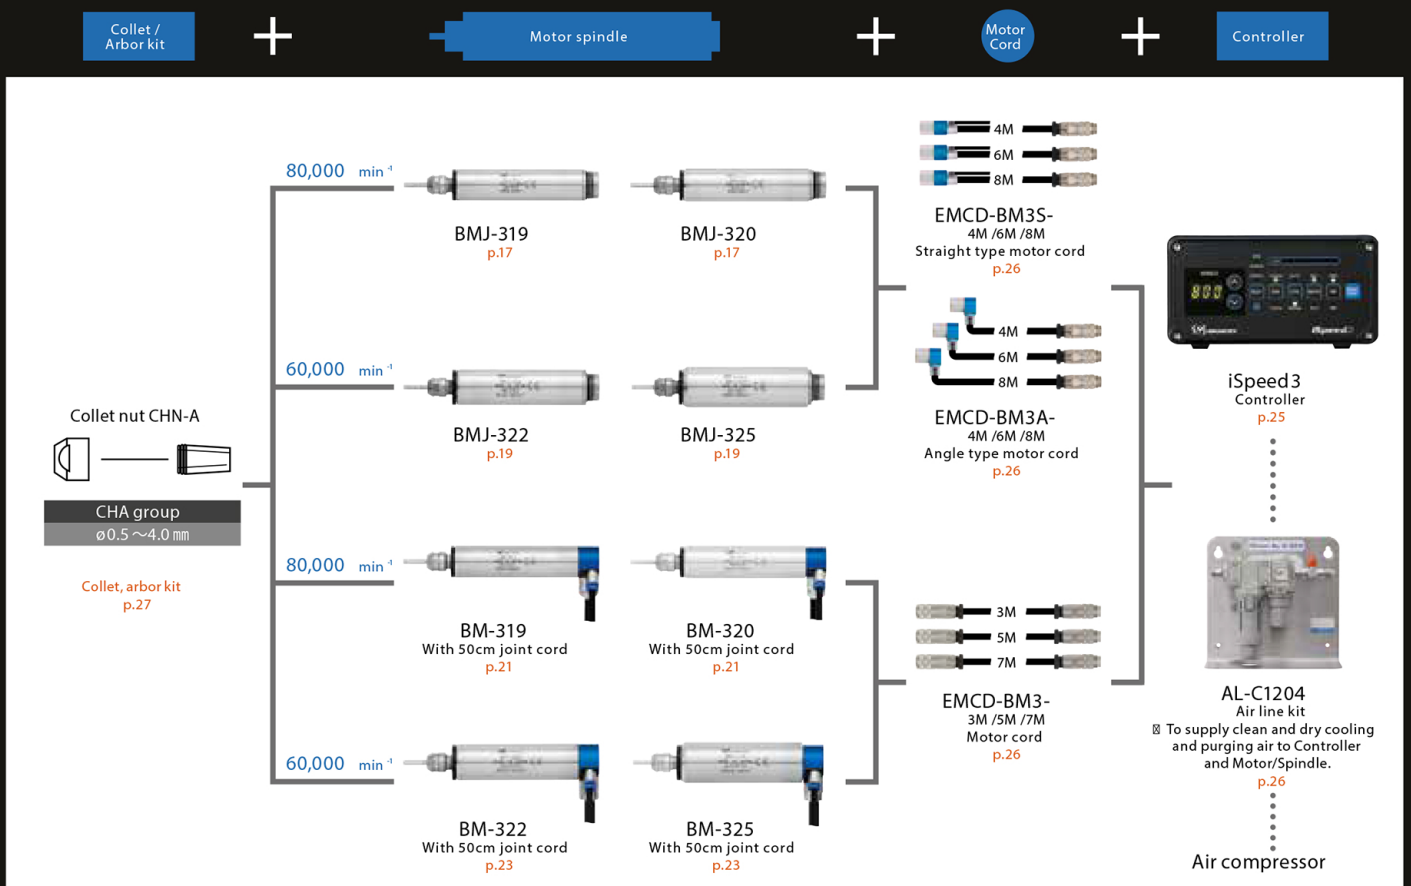 Collet /
Arbor kit
Motor spindle
Motor
Cord
Controller
80,000 min -1
BMJ-319
p.17
BMJ-320
p.17
60,000 min -1
BMJ-322
p.19
BMJ-325
p.19
80,000 min -1
BM-319
With 50cm joint cord
p.21
BM-320
With 50cm joint cord
p.21
60,000 min -1
BM-322
With 50cm joint cord
p.23
BM-325
With 50cm joint cord
p.23
Collet nut CHN-A
CHA group
ø0.5～4.0㎜
Collet, arbor kit
p.27
4M
6M
8M
EMCD-BM3S-
4M /6M /8M
Straight type motor cord
p.26
4M
6M
8M
EMCD-BM3A-
4M /6M /8M
Angle type motor cord
p.26
3M
5M
7M
EMCD-BM3-
3M /5M /7M
Motor cord
p.26
800
iSpeed3
iSpeed3
Controller
p.25
AL-C1204
Air line kit
To supply clean and dry cooling
and purging air to Controller
and Motor/Spindle.
p.26
Air compressor